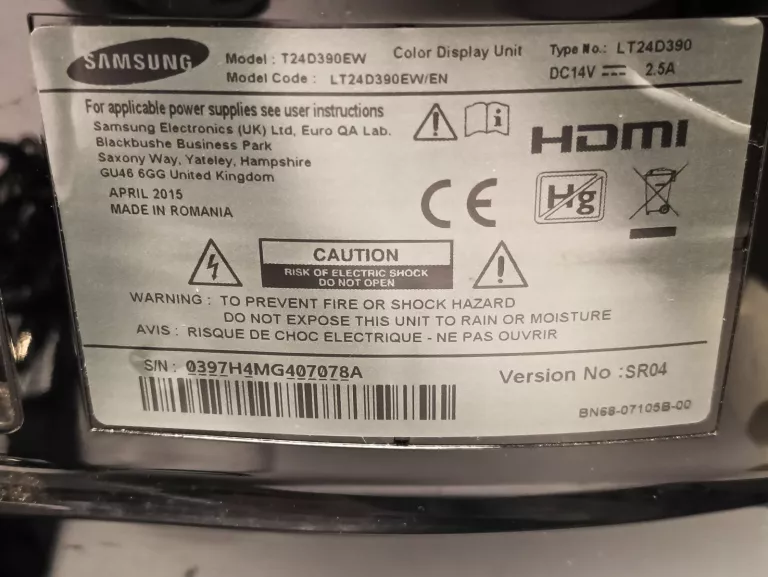 SAMSUNG
Model : T24D390EW
Color Display Unit
Type No.: LT24D390
Model Code : LT24D390EW/EN
DC14V 2.5A
For applicable power supplies see user instructions
Samsung Electronics (UK) Ltd, Euro QA Lab.
Blackbushe Business Park
Saxony Way, Yateley, Hampshire
GU46 6GG United Kingdom
APRIL 2015
MADE IN ROMANIA
HDMI
CE
Hg
CAUTION
RISK OF ELECTRIC SHOCK
DO NOT OPEN
WARNING : TO PREVENT FIRE OR SHOCK HAZARD
DO NOT EXPOSE THIS UNIT TO RAIN OR MOISTURE
AVIS : RISQUE DE CHOC ELECTRIQUE - NE PAS OUVRIR
S/N : 0397H4MG407078A
Version No :SR04
BN68-07105B-00